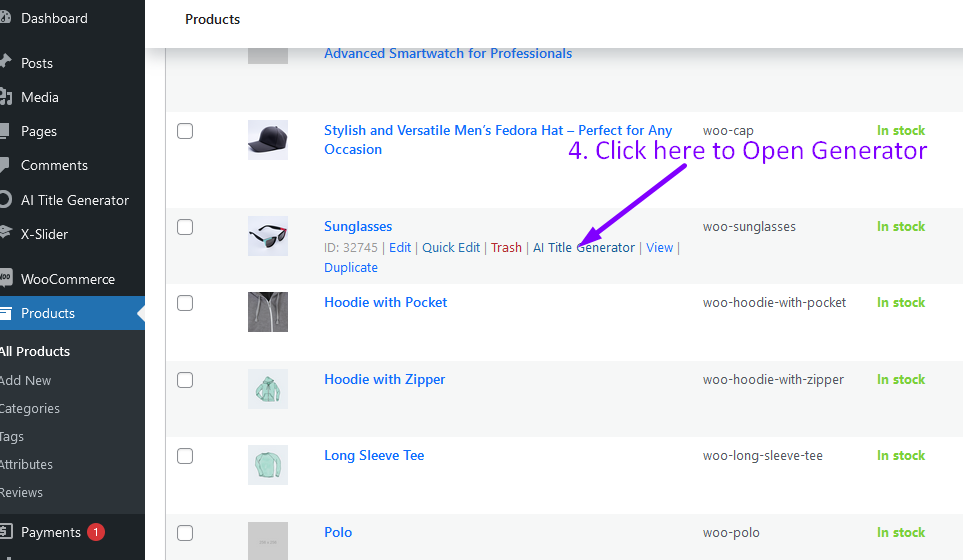 Dashboard
Posts
Media
Pages
Comments
AI Title Generator
X-Slider
WooCommerce
Products
All Products
Add New
Categories
Tags
Attributes
Reviews
Payments 1
Products
Advanced Smartwatch for Professionals
Stylish and Versatile Men’s Fedora Hat – Perfect for Any
Occasion
woo-cap
In stock
4. Click here to Open Generator
Sunglasses
ID: 32745 | Edit | Quick Edit | Trash | AI Title Generator | View |
Duplicate
woo-sunglasses
In stock
Hoodie with Pocket
woo-hoodie-with-pocket
In stock
Hoodie with Zipper
woo-hoodie-with-zipper
In stock
Long Sleeve Tee
woo-long-sleeve-tee
In stock
Polo
woo-polo
In stock